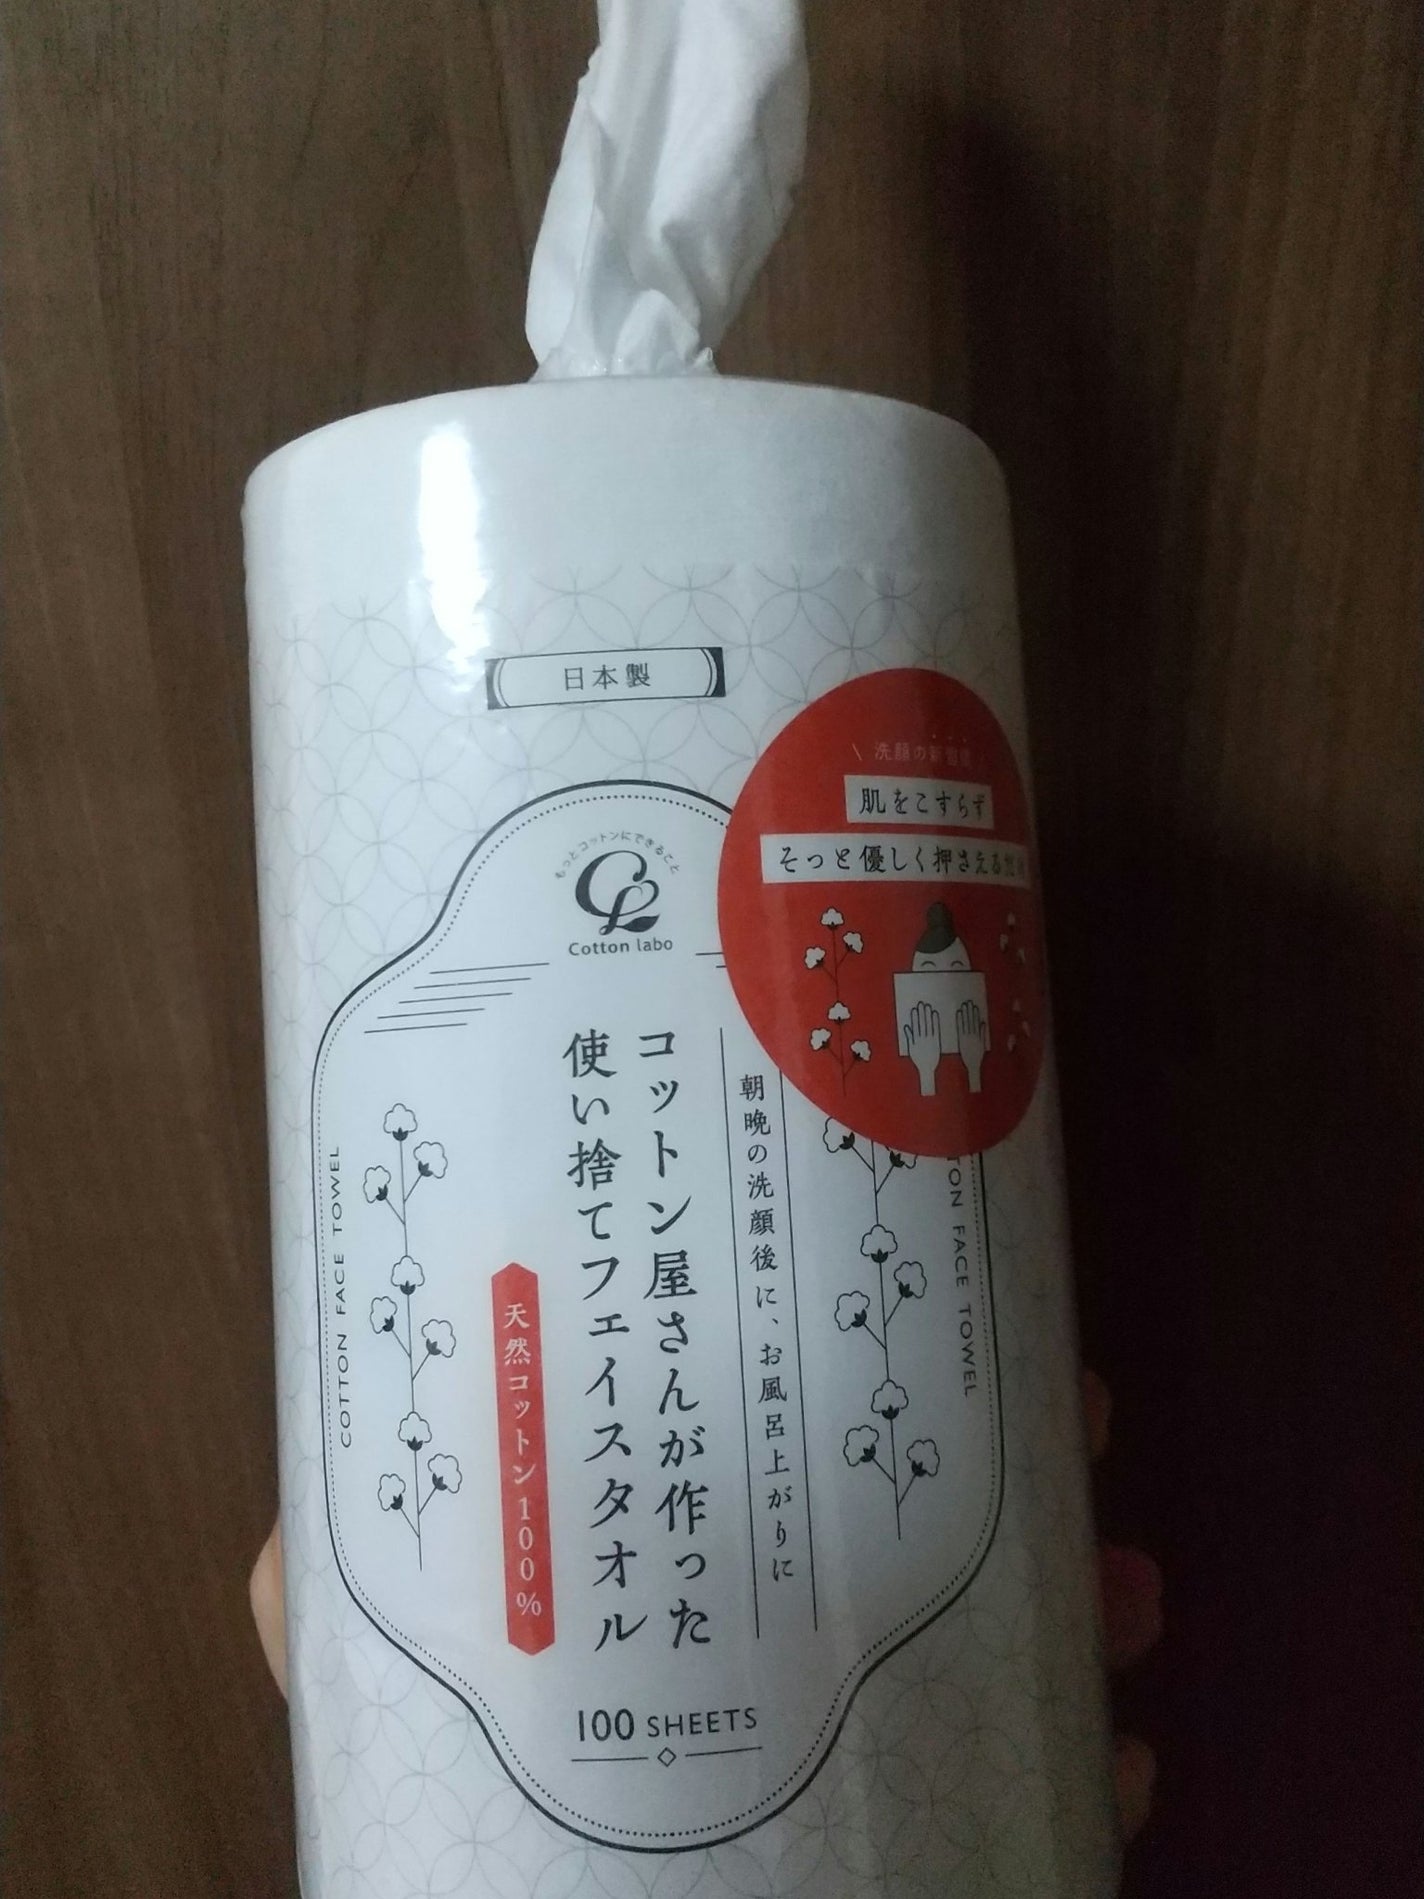 日本製
洗顔の新習慣
肌をこすらず
そっと優しく押さえるだけ
もっとコットンにできること
CL
Cotton labo
朝晩の洗顔後に、お風呂上がりに
コットン屋さんが作った
使い捨てフェイスタオル
天然コットン100%
COTTON FACE TOWEL
TON FACE TOWEL
100 SHEETS